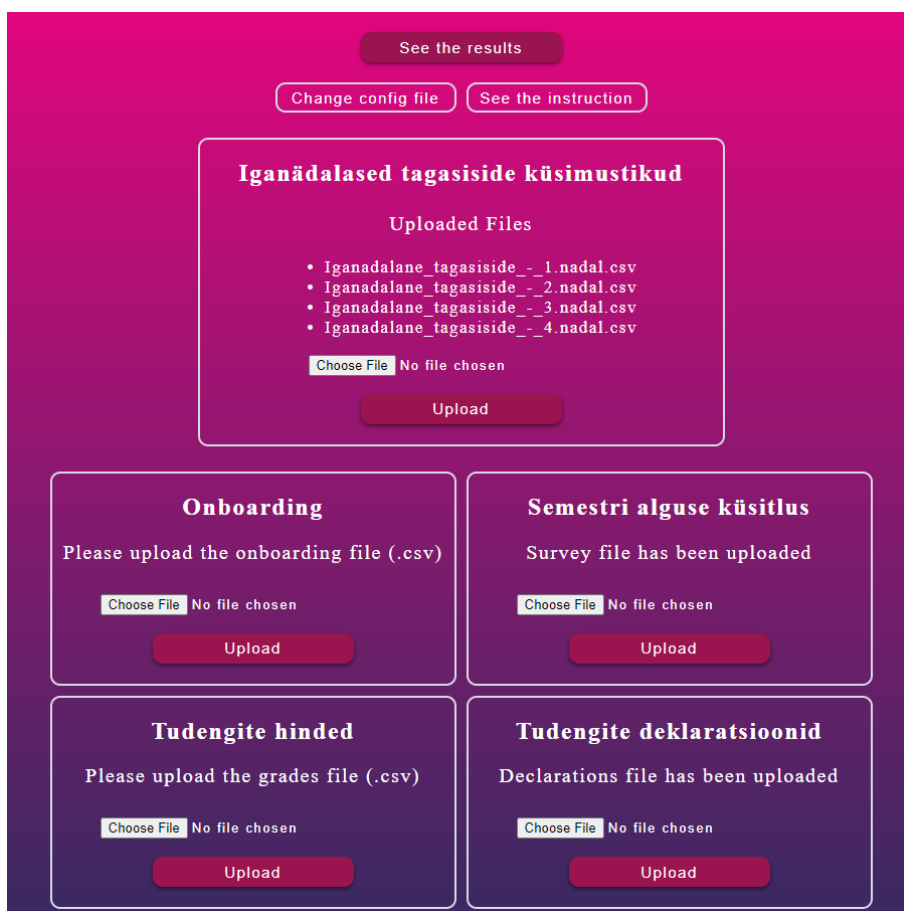 See the results
Change config file
See the instruction
Iganädalased tagasiside küsimustikud
Uploaded Files
• Iganadalane_tagasiside_-_1.nadal.csv
• Iganadalane_tagasiside_-_2.nadal.csv
• Iganadalane_tagasiside_-_3.nadal.csv
• Iganadalane_tagasiside_-_4.nadal.csv
Choose File No file chosen
Upload
Onboarding
Please upload the onboarding file (.csv)
Choose File No file chosen
Upload
Semestri alguse küsitlus
Survey file has been uploaded
Choose File No file chosen
Upload
Tudengite hinded
Please upload the grades file (.csv)
Choose File No file chosen
Upload
Tudengite deklaratsioonid
Declarations file has been uploaded
Choose File No file chosen
Upload